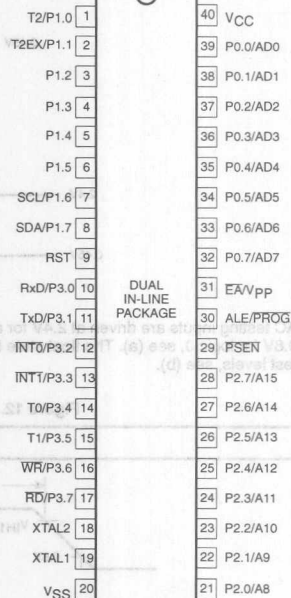 T2/P1.0 1
T2EX/P1.1 2
P1.2 3
P1.3 4
P1.4 5
P1.5 6
SCL/P1.6 7
SDA/P1.7 8
RST 9
RxD/P3.0 10
TxD/P3.1 11
INT0/P3.2 12
INT1/P3.3 13
T0/P3.4 14
T1/P3.5 15
WR/P3.6 16
RD/P3.7 17
XTAL2 18
XTAL1 19
VSS 20
DUAL
IN-LINE
PACKAGE
40 VCC
39 P0.0/AD0
38 P0.1/AD1
37 P0.2/AD2
36 P0.3/AD3
35 P0.4/AD4
34 P0.5/AD5
33 P0.6/AD6
32 P0.7/AD7
31 EA/VPP
30 ALE/PROG
29 PSEN
28 P2.7/A15
27 P2.6/A14
26 P2.5/A13
25 P2.4/A12
24 P2.3/A11
23 P2.2/A10
22 P2.1/A9
21 P2.0/A8